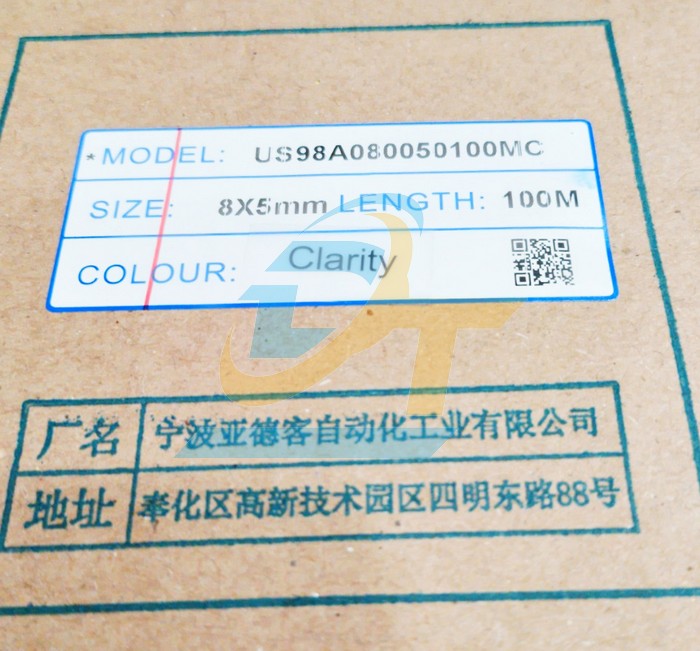 *MODEL: US98A080050100MC
SIZE: 8X5mm LENGTH: 100M
COLOUR: Clarity
厂名 宁波亚德客自动化工业有限公司
地址 奉化区高新技术园区四明东路88号